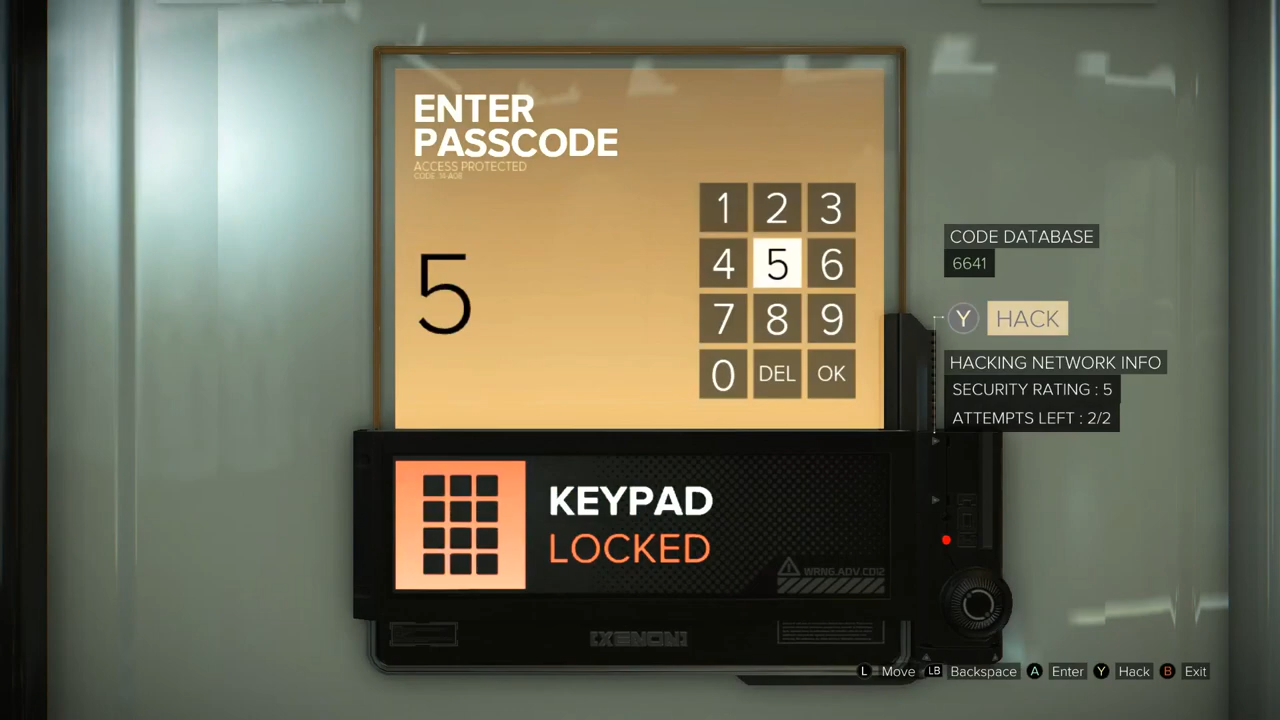 ENTER
PASSCODE
ACCESS PROTECTED
5
1 2 3
4 5 6
7 8 9
0 DEL OK
CODE DATABASE
6641
Y HACK
HACKING NETWORK INFO
SECURITY RATING : 5
ATTEMPTS LEFT : 2/2
KEYPAD
LOCKED
WRNG.ADV.CD12
[XENON]
L Move LB Backspace A Enter Y Hack B Exit